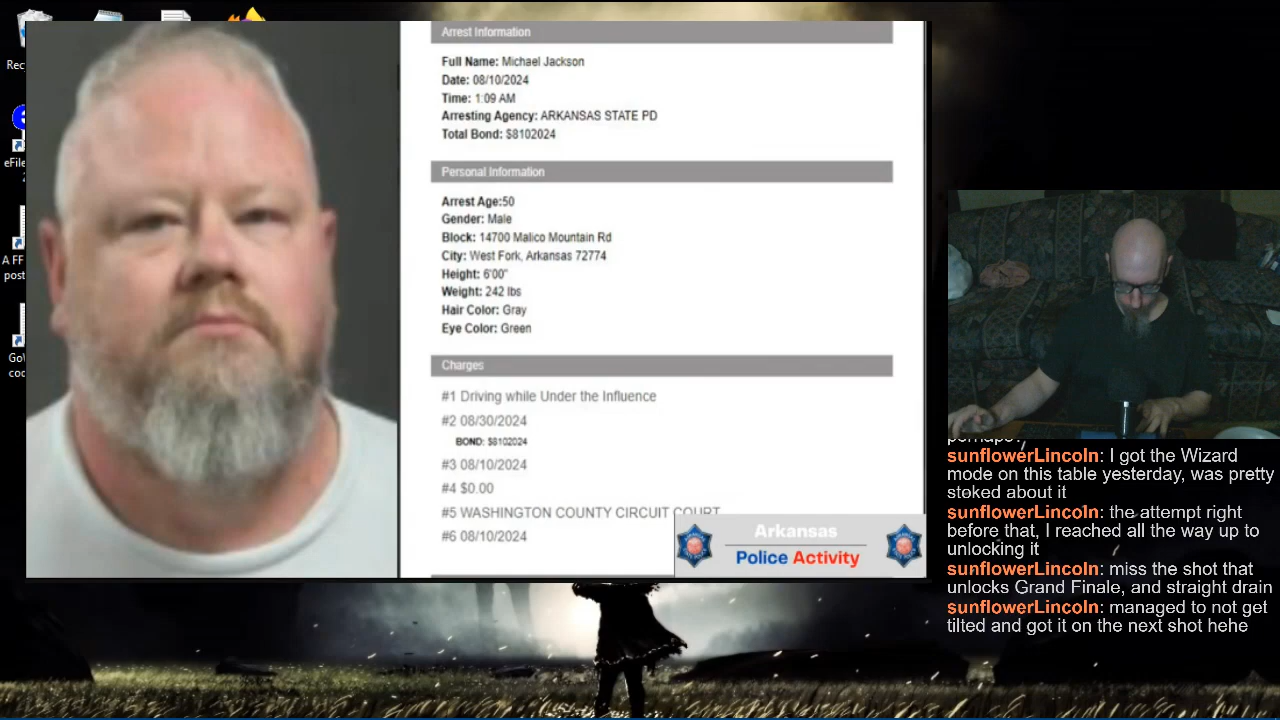 Rec
eFile
A FF
post
Go
coc
Arrest Information
Full Name: Michael Jackson
Date: 08/10/2024
Time: 1:09 AM
Arresting Agency: ARKANSAS STATE PD
Total Bond: $8102024
Personal Information
Arrest Age:50
Gender: Male
Block: 14700 Malico Mountain Rd
City: West Fork, Arkansas 72774
Height: 6'00"
Weight: 242 lbs
Hair Color: Gray
Eye Color: Green
Charges
#1 Driving while Under the Influence
#2 08/30/2024
BOND: $8102024
#3 08/10/2024
#4 $0.00
#5 WASHINGTON COUNTY CIRCUIT COURT
#6 08/10/2024
Arkansas
Police Activity
perhaps?
sunflowerLincoln: I got the Wizard
mode on this table yesterday, was pretty
stoked about it
sunflowerLincoln: the attempt right
before that, I reached all the way up to
unlocking it
sunflowerLincoln: miss the shot that
unlocks Grand Finale, and straight drain
sunflowerLincoln: managed to not get
tilted and got it on the next shot hehe